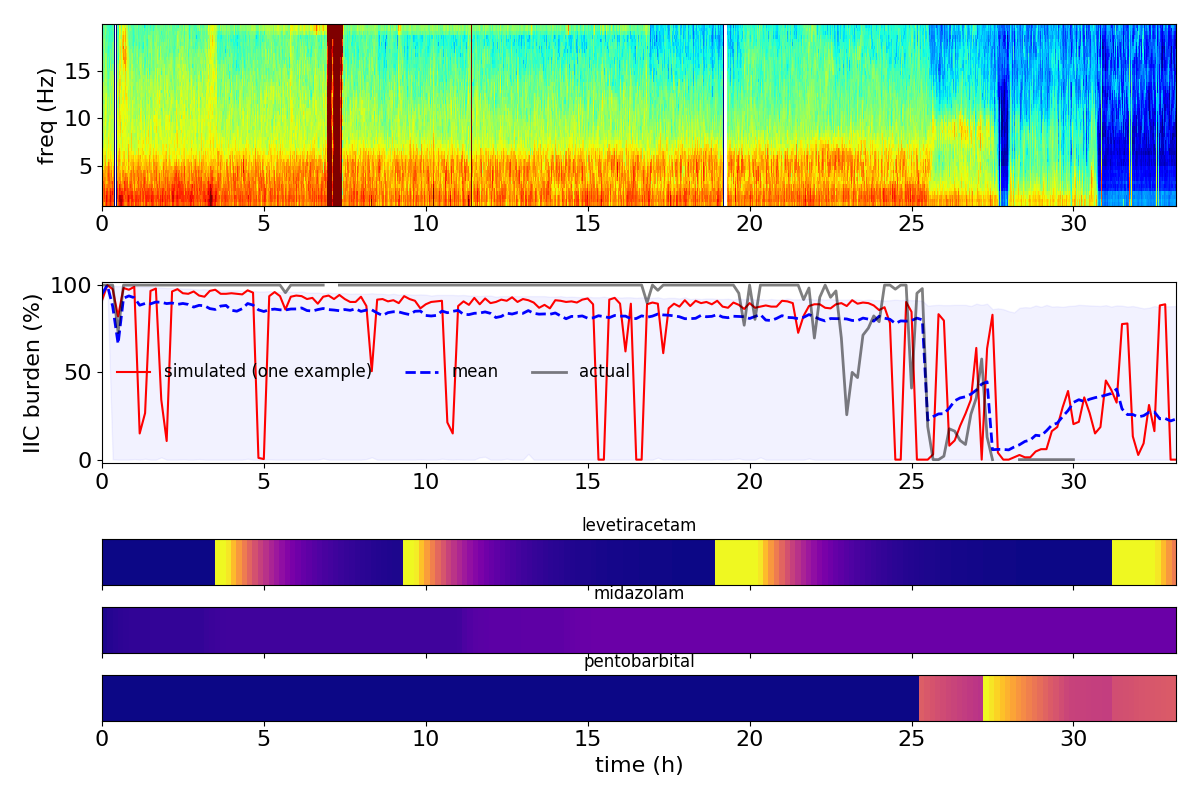 freq (Hz)
15
10
5
0 5 10 15 20 25 30
IIC burden (%)
100
50
0
simulated (one example) mean actual
0 5 10 15 20 25 30
levetiracetam
midazolam
pentobarbital
0 5 10 15 20 25 30
time (h)